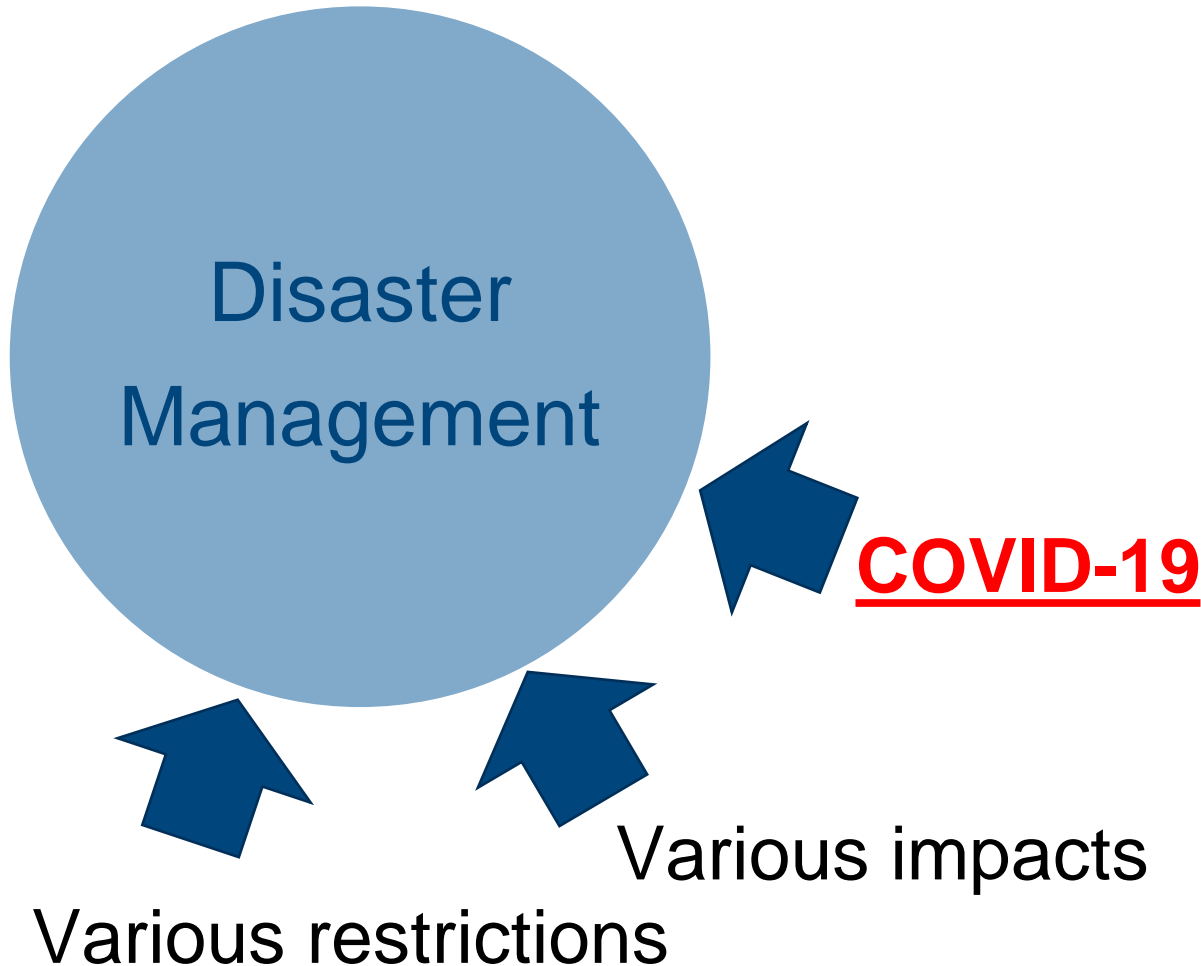 Disaster
Management
COVID-19
Various impacts
Various restrictions